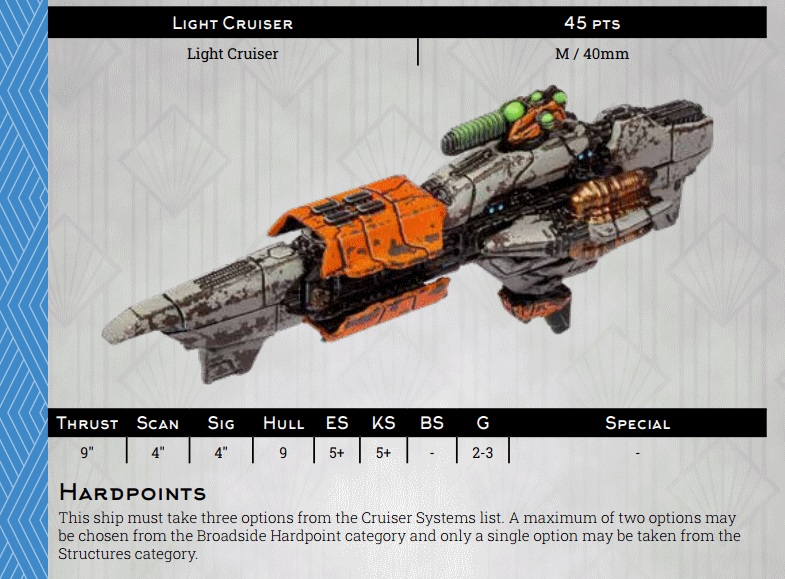 Light Cruiser 45 pts
Light Cruiser M / 40mm
Thrust Scan Sig Hull ES KS BS G Special
9" 4" 4" 9 5+ 5+ - 2-3 -
Hardpoints
This ship must take three options from the Cruiser Systems list. A maximum of two options may
be chosen from the Broadside Hardpoint category and only a single option may be taken from the
Structures category.